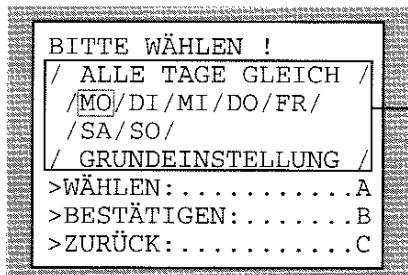 BITTE WÄHLEN !
/ ALLE TAGE GLEICH /
/MO/DI/MI/DO/FR/
/SA/SO/
/ GRUNDEINSTELLUNG /
>WÄHLEN:...........A
>BESTÄTIGEN:.......B
>ZURÜCK:...........C